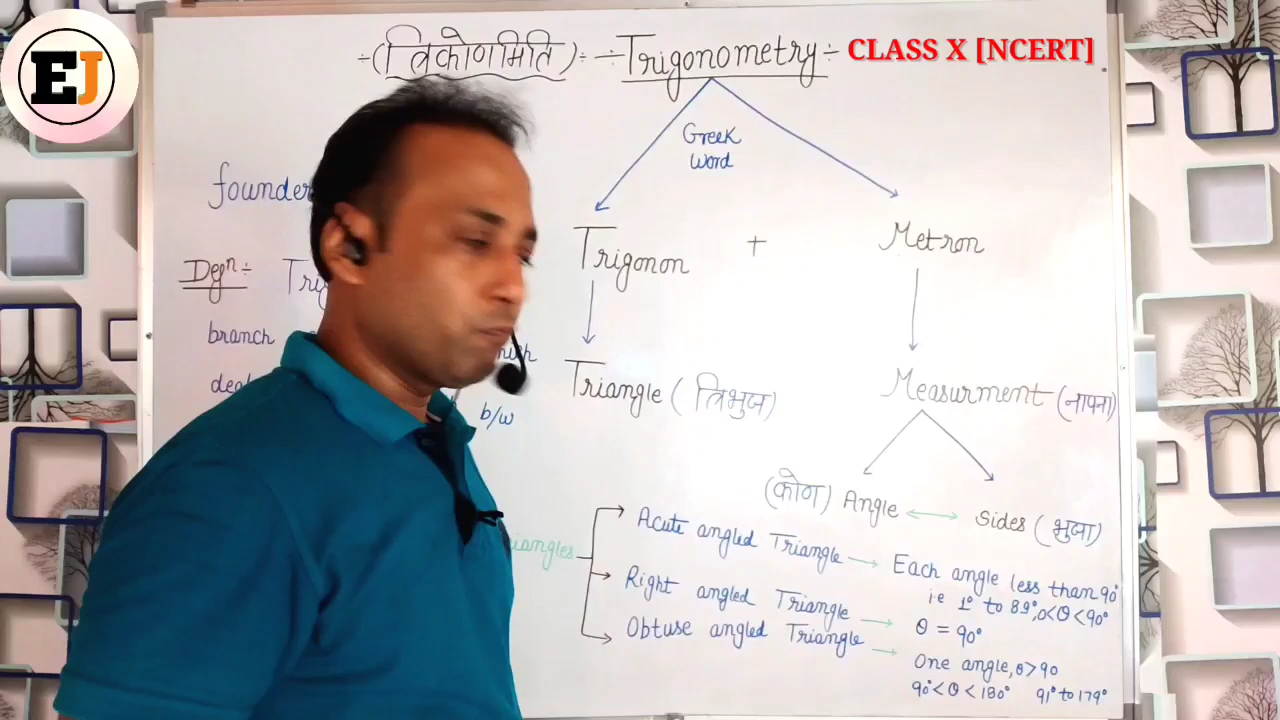 EJ
÷(त्रिकोणमिति)÷ ÷Trigonometry÷ CLASS X [NCERT]
Greek
word
founder
Trigonon + Metron
Degⁿ÷
branch
b/w
Triangle (त्रिभुज)
Measurment (नापना)
(कोण) Angle Sides (भुजा)
Acute angled Triangle Each angle less than 90°
ie 1° to 89°, 0<θ<90°
Right angled Triangle θ = 90°
Obtuse angled Triangle One angle, θ>90
90°<θ<180° 91° to 179°